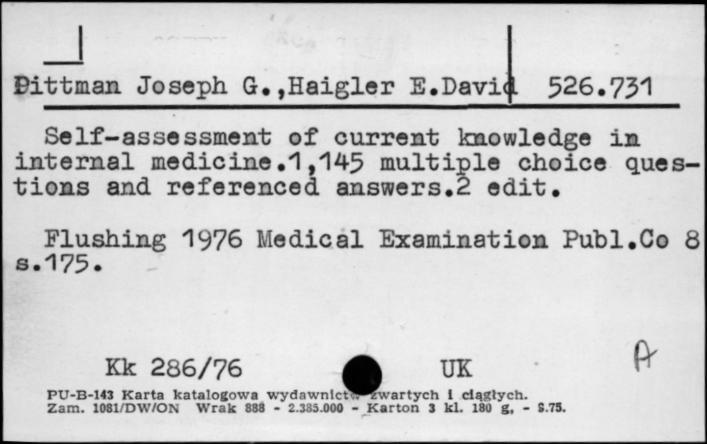 Pittman Joseph G.,Haigler E.David 526.731
Self-assessment of current knowledge in
internal medicine.1,145 multiple choice ques-
tions and referenced answers.2 edit.
Flushing 1976 Medical Examination Publ.Co 8
s.175.
Kk 286/76 UK A
PU-B-143 Karta katalogowa wydawnictw zwartych i ciągłych.
Zam. 1081/DW/ON Wrak 888 - 2.385.000 - Karton 3 kl. 180 g, - S.75.